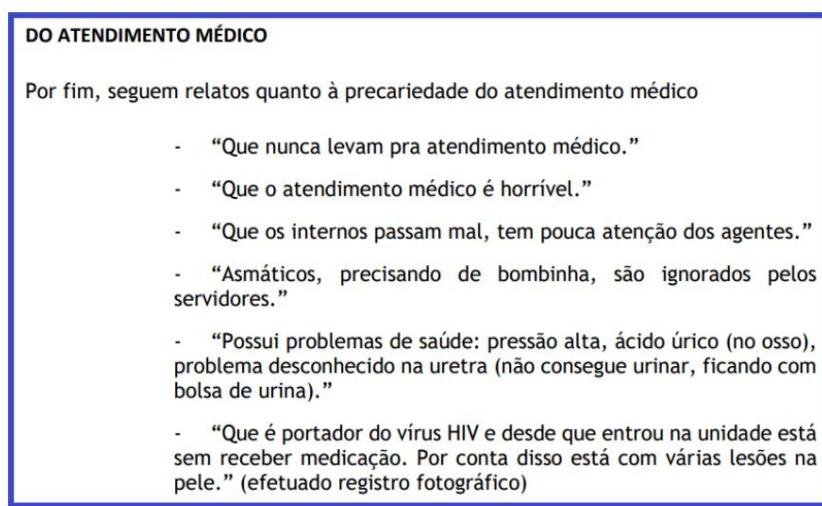 DO ATENDIMENTO MÉDICO
Por fim, seguem relatos quanto à precariedade do atendimento médico
- “Que nunca levam pra atendimento médico.”
- “Que o atendimento médico é horrível.”
- “Que os internos passam mal, tem pouca atenção dos agentes.”
- “Asmáticos, precisando de bombinha, são ignorados pelos
servidores.”
- “Possui problemas de saúde: pressão alta, ácido úrico (no osso),
problema desconhecido na uretra (não consegue urinar, ficando com
bolsa de urina).”
- “Que é portador do vírus HIV e desde que entrou na unidade está
sem receber medicação. Por conta disso está com várias lesões na
pele.” (efetuado registro fotográfico)